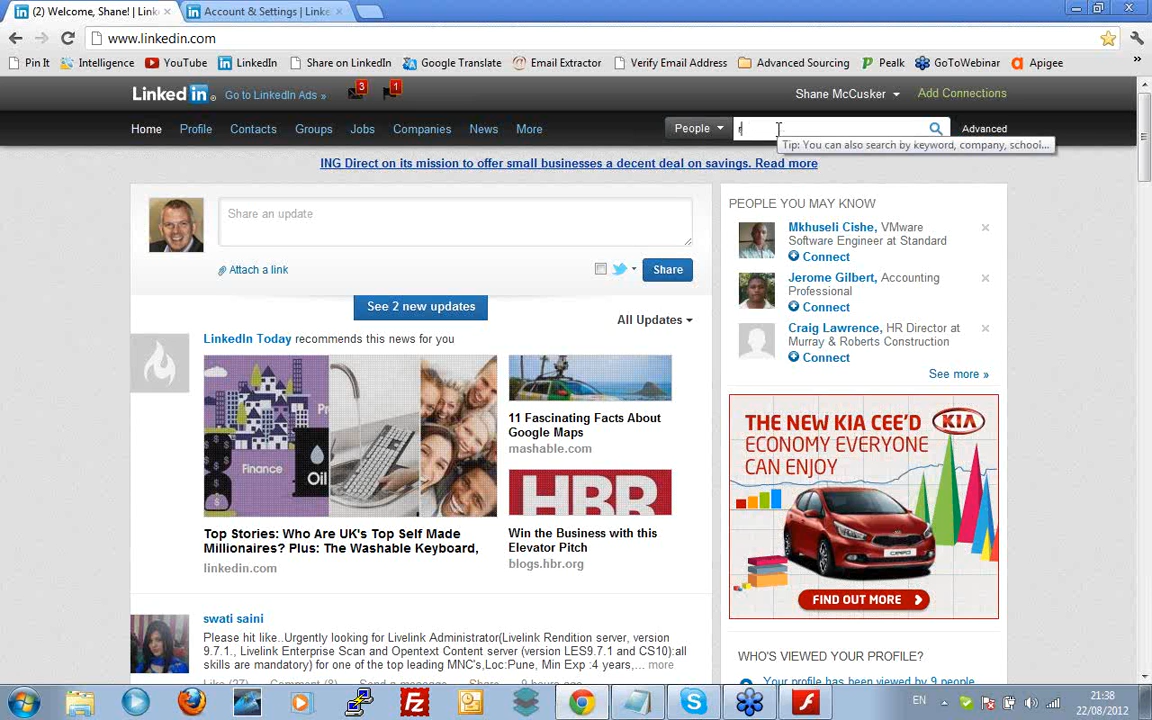 (2) Welcome, Shane! | Link
Account & Settings | Linke
www.linkedin.com
Pin It
Intelligence
YouTube
LinkedIn
Share on LinkedIn
Google Translate
Email Extractor
Verify Email Address
Advanced Sourcing
Pealk
GoToWebinar
Apigee
»
Linked in
Go to LinkedIn Ads »
3
1
Shane McCusker
Add Connections
Home
Profile
Contacts
Groups
Jobs
Companies
News
More
People
r
Advanced
Tip: You can also search by keyword, company, school...
ING Direct on its mission to offer small businesses a decent deal on savings. Read more
Share an update
Attach a link
Share
See 2 new updates
All Updates
LinkedIn Today recommends this news for you
Finance
Oil
Top Stories: Who Are UK's Top Self Made
Millionaires? Plus: The Washable Keyboard,
linkedin.com
11 Fascinating Facts About
Google Maps
mashable.com
HBR
Win the Business with this
Elevator Pitch
blogs.hbr.org
swati saini
Please hit like..Urgently looking for Livelink Administrator(Livelink Rendition server, version
9.7.1., Livelink Enterprise Scan and Opentext Content server (version LES9.7.1 and CS10):all
skills are mandatory) for one of the top leading MNC's,Loc:Pune, Min Exp :4 years,... more
PEOPLE YOU MAY KNOW
Mkhuseli Cishe, VMware
Software Engineer at Standard
Connect
Jerome Gilbert, Accounting
Professional
Connect
Craig Lawrence, HR Director at
Murray & Roberts Construction
Connect
See more »
THE NEW KIA CEE'D
ECONOMY EVERYONE
CAN ENJOY
KIA
FIND OUT MORE
WHO'S VIEWED YOUR PROFILE?
Your profile has been viewed by 9 people
EN
21:38
22/08/2012